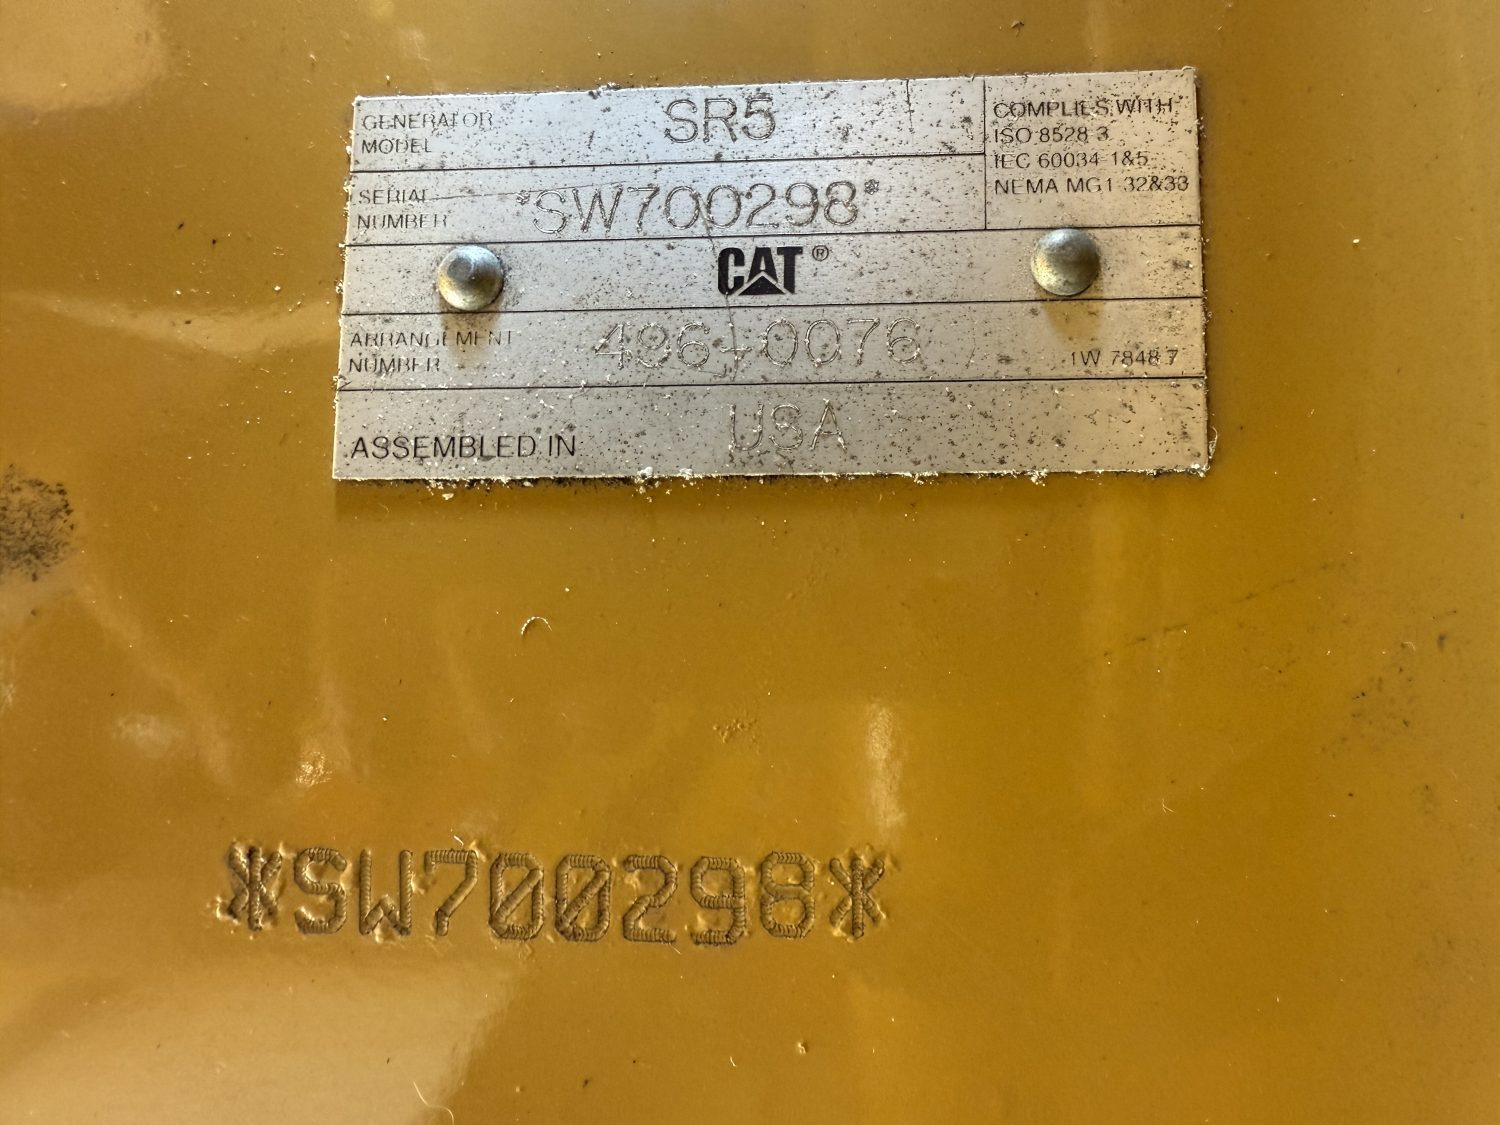 GENERATOR
MODEL
SR5
COMPLIES WITH
ISO 8528 3
IEC 60034 1&5
NEMA MG1 32&33
SERIAL
NUMBER
*SW700298*
CAT®
ARRANGEMENT
NUMBER
496-0076
1W 7848 7
ASSEMBLED IN
USA
*SW700298*